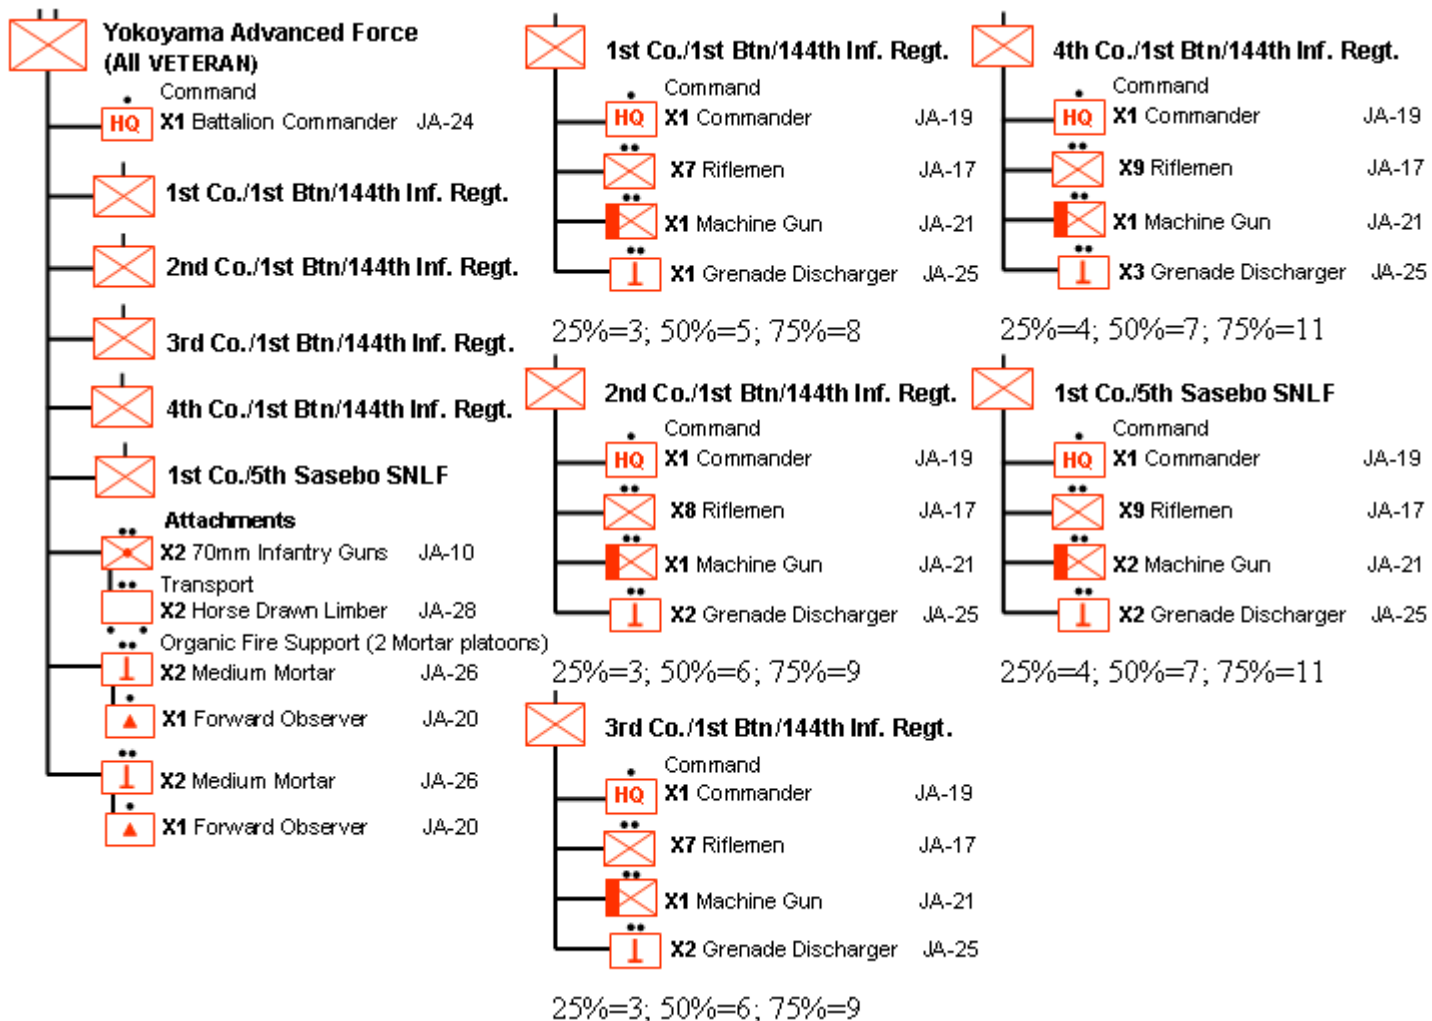 Yokoyama Advanced Force
(All VETERAN)
Command
HQ X1 Battalion Commander JA-24
1st Co./1st Btn/144th Inf. Regt.
2nd Co./1st Btn/144th Inf. Regt.
3rd Co./1st Btn/144th Inf. Regt.
4th Co./1st Btn/144th Inf. Regt.
1st Co./5th Sasebo SNLF
Attachments
X2 70mm Infantry Guns JA-10
Transport
X2 Horse Drawn Limber JA-28
Organic Fire Support (2 Mortar platoons)
X2 Medium Mortar JA-26
X1 Forward Observer JA-20
X2 Medium Mortar JA-26
X1 Forward Observer JA-20
1st Co./1st Btn/144th Inf. Regt.
Command
HQ X1 Commander JA-19
X7 Riflemen JA-17
X1 Machine Gun JA-21
X1 Grenade Discharger JA-25
25%=3; 50%=5; 75%=8
2nd Co./1st Btn/144th Inf. Regt.
Command
HQ X1 Commander JA-19
X8 Riflemen JA-17
X1 Machine Gun JA-21
X2 Grenade Discharger JA-25
25%=3; 50%=6; 75%=9
3rd Co./1st Btn/144th Inf. Regt.
Command
HQ X1 Commander JA-19
X7 Riflemen JA-17
X1 Machine Gun JA-21
X2 Grenade Discharger JA-25
25%=3; 50%=6; 75%=9
4th Co./1st Btn/144th Inf. Regt.
Command
HQ X1 Commander JA-19
X9 Riflemen JA-17
X1 Machine Gun JA-21
X3 Grenade Discharger JA-25
25%=4; 50%=7; 75%=11
1st Co./5th Sasebo SNLF
Command
HQ X1 Commander JA-19
X9 Riflemen JA-17
X2 Machine Gun JA-21
X2 Grenade Discharger JA-25
25%=4; 50%=7; 75%=11